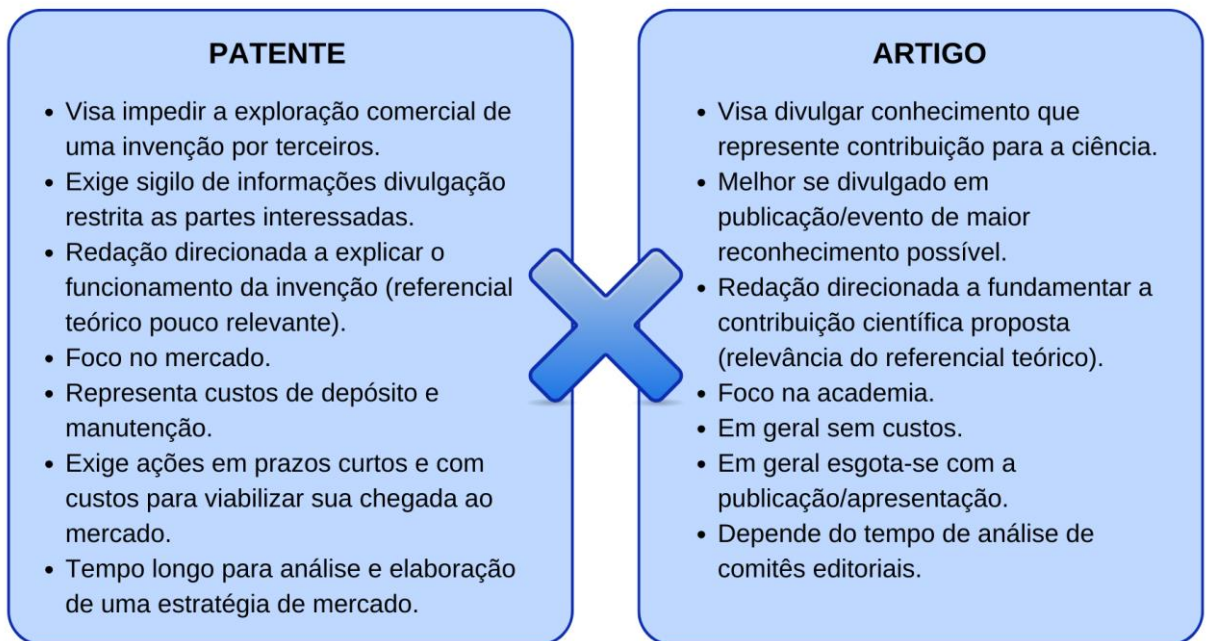 PATENTE
• Visa impedir a exploração comercial de
uma invenção por terceiros.
• Exige sigilo de informações divulgação
restrita as partes interessadas.
• Redação direcionada a explicar o
funcionamento da invenção (referencial
teórico pouco relevante).
• Foco no mercado.
• Representa custos de depósito e
manutenção.
• Exige ações em prazos curtos e com
custos para viabilizar sua chegada ao
mercado.
• Tempo longo para análise e elaboração
de uma estratégia de mercado.
ARTIGO
• Visa divulgar conhecimento que
represente contribuição para a ciência.
• Melhor se divulgado em
publicação/evento de maior
reconhecimento possível.
• Redação direcionada a fundamentar a
contribuição científica proposta
(relevância do referencial teórico).
• Foco na academia.
• Em geral sem custos.
• Em geral esgota-se com a
publicação/apresentação.
• Depende do tempo de análise de
comitês editoriais.